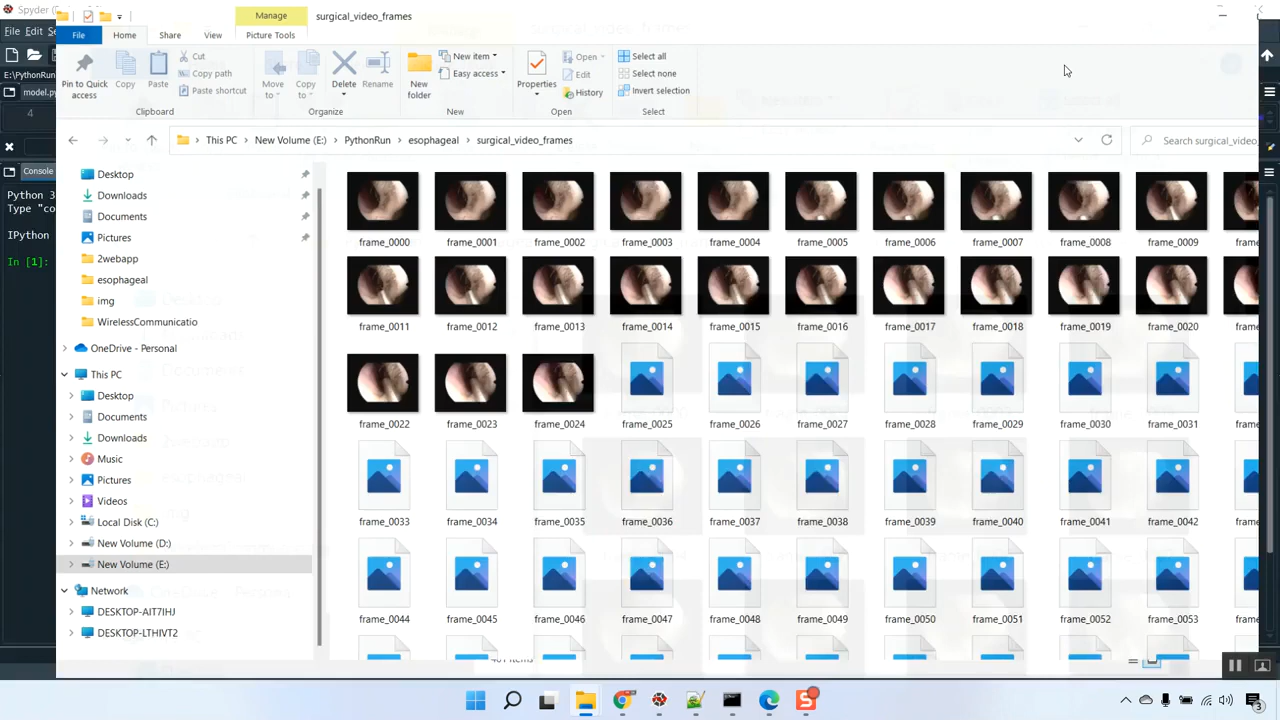 Spyder (
Manage
surgical_video_frames
File Edit S
File
Home
Share
View
Picture Tools
Pin to Quick access
Copy
Paste
Cut
Copy path
Paste shortcut
Clipboard
Move to
Copy to
Delete
Rename
Organize
New folder
New item
Easy access
New
Properties
Open
Edit
History
Open
Select all
Select none
Invert selection
Select
E:\PythonRun
model.py
4
This PC > New Volume (E:) > PythonRun > esophageal > surgical_video_frames
Search surgical_video_
Console
Python 3
Type "co
IPython
In [1]:
Desktop
Downloads
Documents
Pictures
2webapp
esophageal
img
WirelessCommunicatio
OneDrive - Personal
This PC
Desktop
Documents
Downloads
Music
Pictures
Videos
Local Disk (C:)
New Volume (D:)
New Volume (E:)
Network
DESKTOP-AIT7IHJ
DESKTOP-LTHIVT2
frame_0000 frame_0001 frame_0002 frame_0003 frame_0004 frame_0005 frame_0006 frame_0007 frame_0008 frame_0009
frame_0011 frame_0012 frame_0013 frame_0014 frame_0015 frame_0016 frame_0017 frame_0018 frame_0019 frame_0020
frame_0022 frame_0023 frame_0024 frame_0025 frame_0026 frame_0027 frame_0028 frame_0029 frame_0030 frame_0031
frame_0033 frame_0034 frame_0035 frame_0036 frame_0037 frame_0038 frame_0039 frame_0040 frame_0041 frame_0042
frame_0044 frame_0045 frame_0046 frame_0047 frame_0048 frame_0049 frame_0050 frame_0051 frame_0052 frame_0053
3